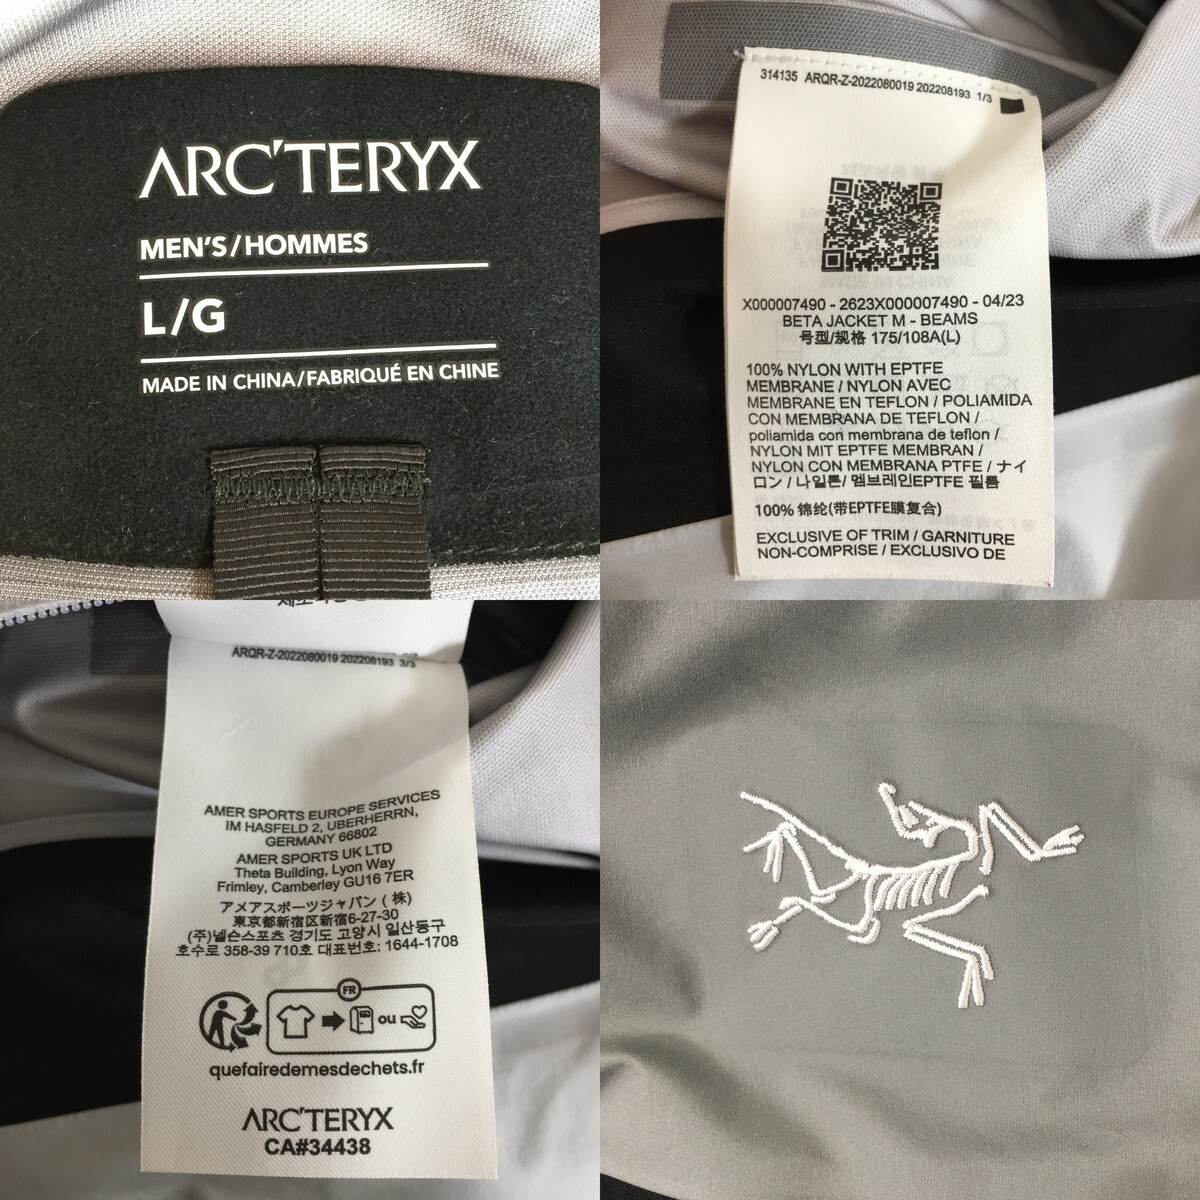 ARC'TERYX
MEN'S/HOMMES
L/G
MADE IN CHINA/FABRIQUÉ EN CHINE
314135 ARQR-Z-2022080019 202208193 1/3
X000007490 - 2623X000007490 - 04/23
BETA JACKET M - BEAMS
号型/规格 175/108A(L)
100% NYLON WITH EPTFE
MEMBRANE / NYLON AVEC
MEMBRANE EN TEFLON / POLIAMIDA
CON MEMBRANA DE TEFLON /
poliamida con membrana de teflon /
NYLON MIT EPTFE MEMBRAN /
NYLON CON MEMBRANA PTFE / ナイ
ロン / 나일론/ 멤브레인EPTFE 필름
100% 锦纶(带EPTFE膜复合)
EXCLUSIVE OF TRIM / GARNITURE
NON-COMPRISE / EXCLUSIVO DE
ARQR-Z-2022080019 202208193 3/3
AMER SPORTS EUROPE SERVICES
IM HASFELD 2, UBERHERRN,
GERMANY 66802
AMER SPORTS UK LTD
Theta Building, Lyon Way
Frimley, Camberley GU16 7ER
アメアスポーツジャパン (株)
東京都新宿区新宿6-27-30
(주)넬슨스포츠 경기도 고양시 일산동구
호수로 358-39 710호 대표번호: 1644-1708
FR
ou
quefairedemesdechets.fr
ARC'TERYX
CA#34438